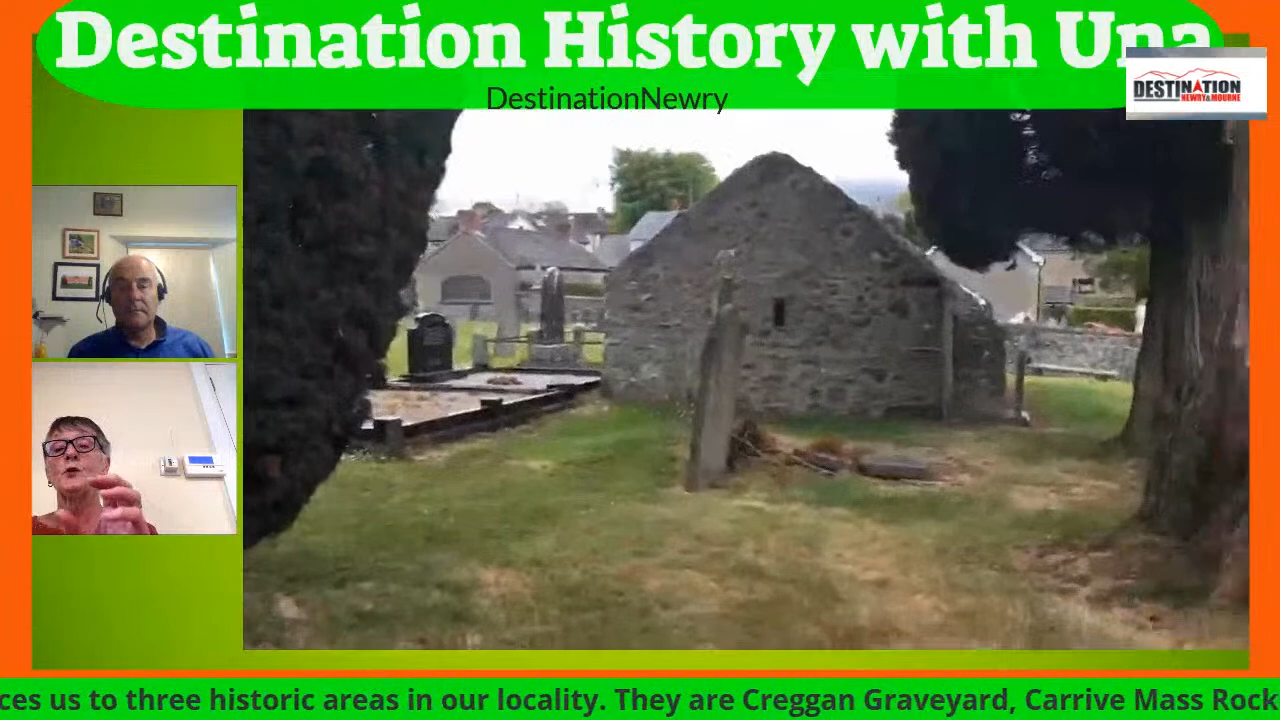 Destination History with Una
DestinationNewry
DESTINATION
NEWRY & MOURNE
ces us to three historic areas in our locality. They are Creggan Graveyard, Carrive Mass Rock